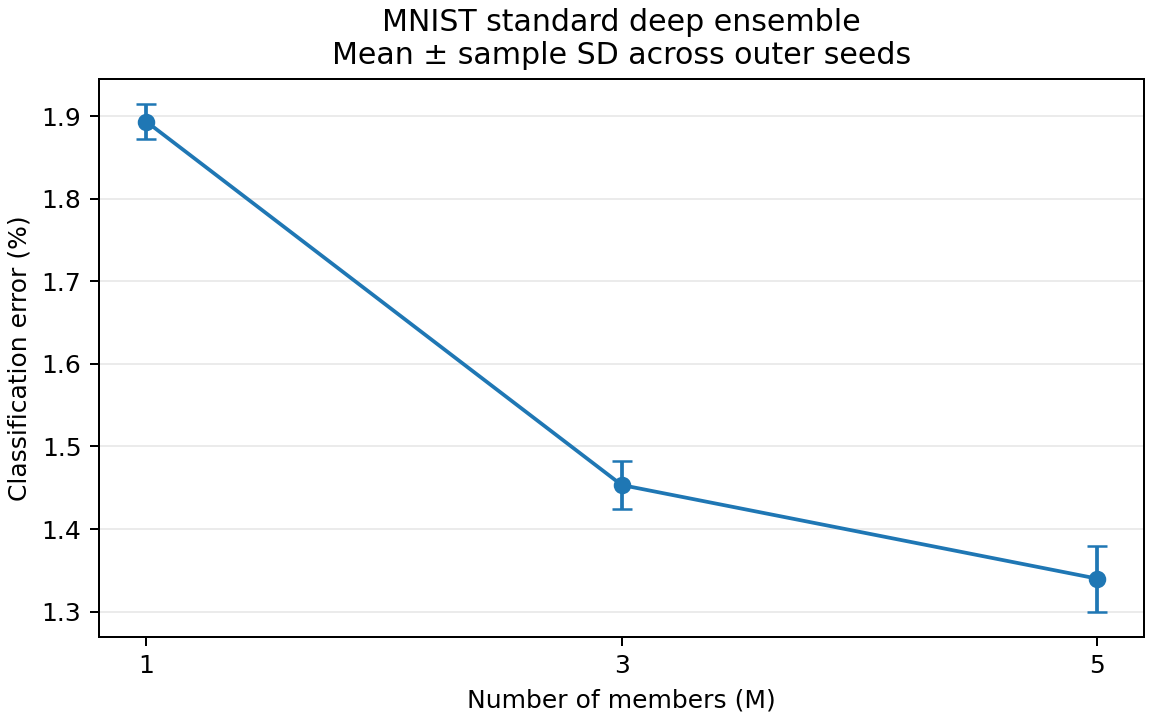 MNIST standard deep ensemble
Mean ± sample SD across outer seeds
Classification error (%)
1.9
1.8
1.7
1.6
1.5
1.4
1.3
1
3
5
Number of members (M)